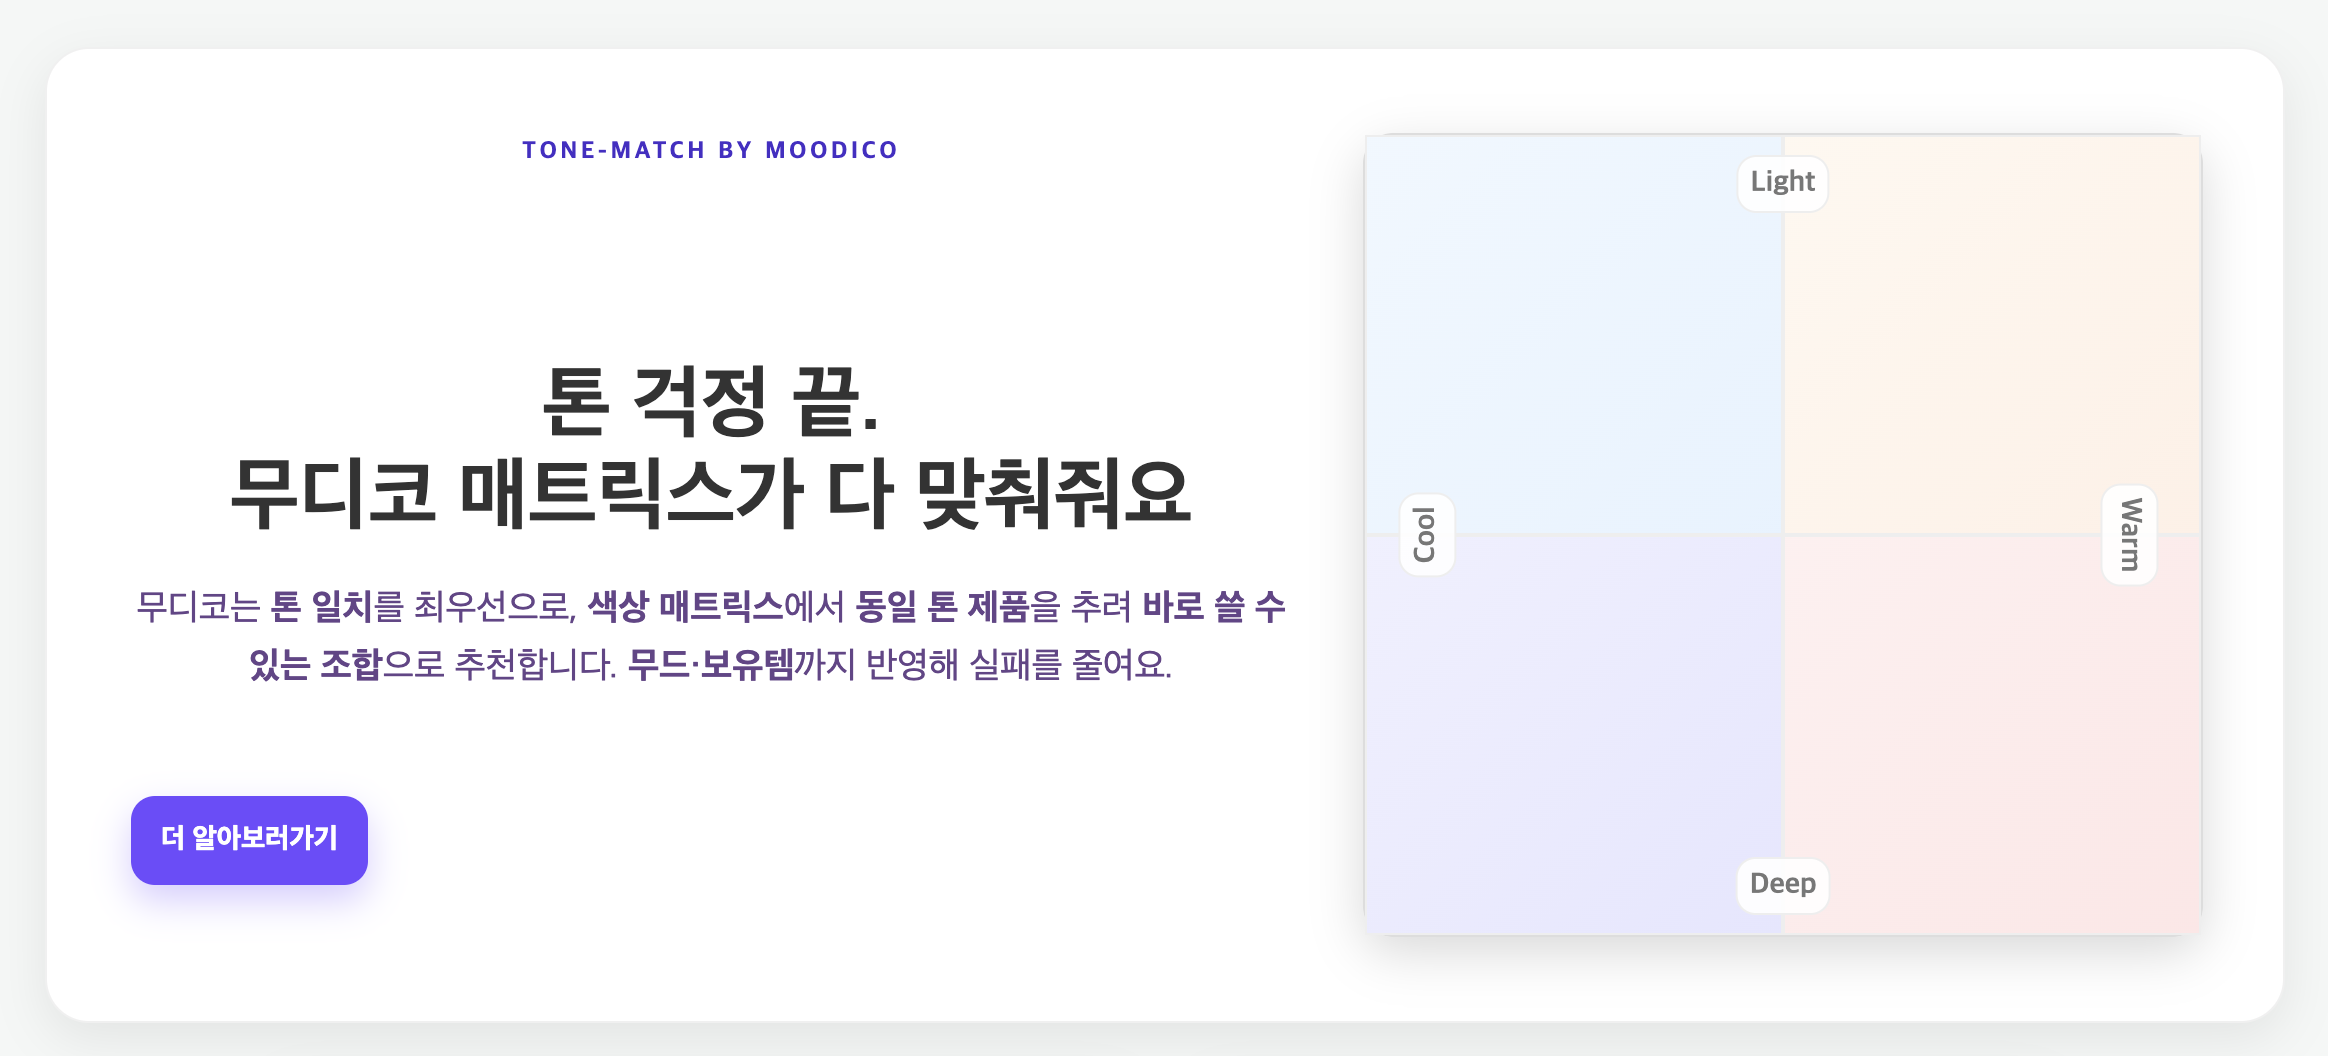 TONE-MATCH BY MOODICO
톤 걱정 끝.
무디코 매트릭스가 다 맞춰줘요
무디코는 톤 일치를 최우선으로, 색상 매트릭스에서 동일 톤 제품을 추려 바로 쓸 수
있는 조합으로 추천합니다. 무드·보유템까지 반영해 실패를 줄여요.
더 알아보러가기
Light
Cool
Warm
Deep